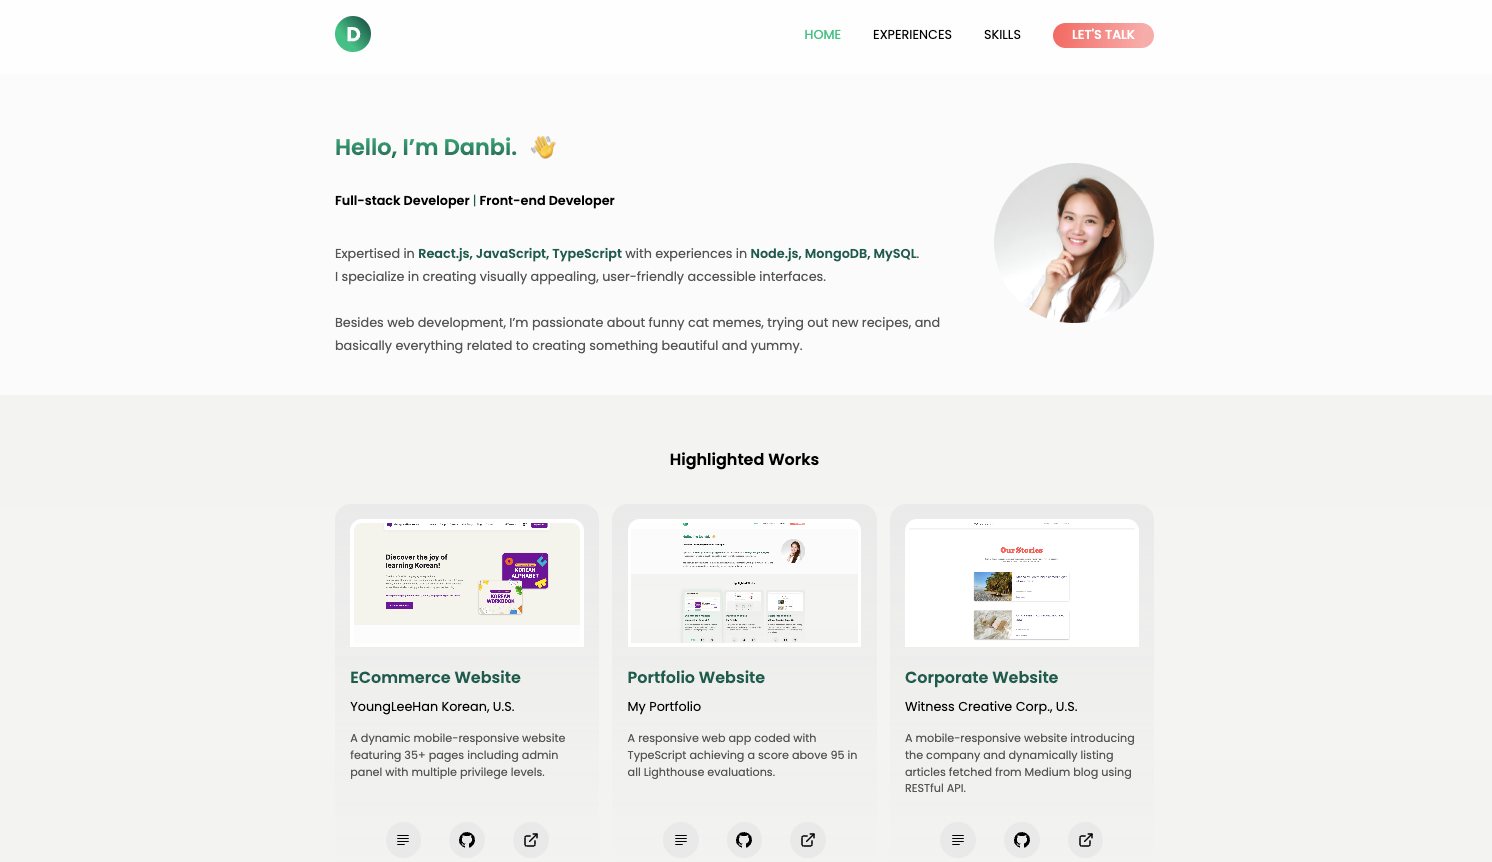 D
HOME
EXPERIENCES
SKILLS
LET'S TALK
Hello, I'm Danbi. 👋
Full-stack Developer | Front-end Developer
Expertised in React.js, JavaScript, TypeScript with experiences in Node.js, MongoDB, MySQL.
I specialize in creating visually appealing, user-friendly accessible interfaces.
Besides web development, I'm passionate about funny cat memes, trying out new recipes, and
basically everything related to creating something beautiful and yummy.
Highlighted Works
Discover the joy of
learning Korean!
KOREAN
ALPHABET
KOREAN
WORKBOOK
Our Stories
ECommerce Website
YoungLeeHan Korean, U.S.
A dynamic mobile-responsive website
featuring 35+ pages including admin
panel with multiple privilege levels.
Portfolio Website
My Portfolio
A responsive web app coded with
TypeScript achieving a score above 95 in
all Lighthouse evaluations.
Corporate Website
Witness Creative Corp., U.S.
A mobile-responsive website introducing
the company and dynamically listing
articles fetched from Medium blog using
RESTful API.